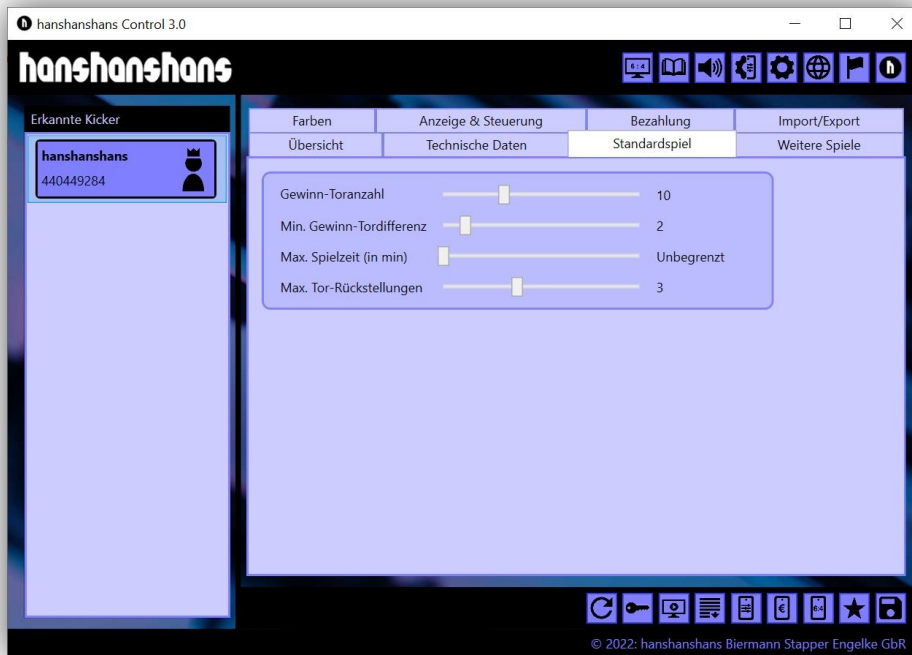 hanshanshans Control 3.0
hanshanshans
6:4
h
Erkannte Kicker
hanshanshans
440449284
Farben
Anzeige & Steuerung
Bezahlung
Import/Export
Übersicht
Technische Daten
Standardspiel
Weitere Spiele
Gewinn-Toranzahl 10
Min. Gewinn-Tordifferenz 2
Max. Spielzeit (in min) Unbegrenzt
Max. Tor-Rückstellungen 3
€
6:4
© 2022: hanshanshans Biermann Stapper Engelke GbR